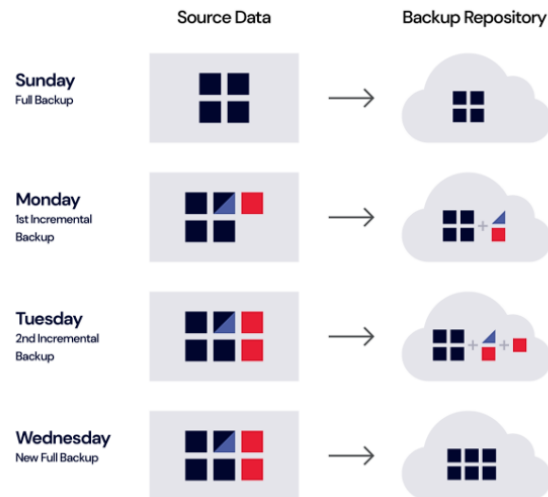 Source Data
Backup Repository
Sunday
Full Backup
Monday
1st Incremental
Backup
+
Tuesday
2nd Incremental
Backup
+ +
Wednesday
New Full Backup